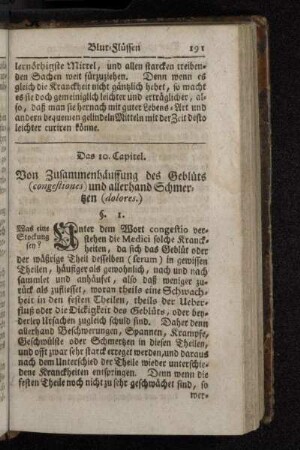 Blut-Flüssen 191
lernöthigste Mittel, und allen starcken treiben-
den Sachen weit fürzuziehen. Denn wenn es
gleich die Kranckheit nicht gäntzlich hebet, so macht
es sie doch gemeiniglich leichter und erträglicher, al-
so, daß man sie hernach mit guter Lebens-Art und
andern bequemen gelindeln Mitteln mit der Zeit desto
leichter curiren könne.
Das 10. Capitel.
Von Zusammenhäuffung des Geblüts
(congestiones) und allerhand Schmer-
tzen (dolores.)
§. 1.
Was eine
Stockung
sey?
Unter dem Wort congestio ver-
stehen die Medici solche Kranck-
heiten, da sich das Geblüt oder
der wäßrige Theil desselben (serum) in gewissen
Theilen, häuffiger als gewohnlich, nach und nach
sammlet und anhäufet, also daß weniger zu-
rück als zufliesset, woran theils eine Schwach-
heit in den festen Theilen, theils der Ueber-
fluß oder die Dickigkeit des Geblüts, oder bey-
derley Ursachen zugleich schuld sind. Daher denn
allerhand Beschwerungen, Spannen, Krampfe,
Geschwülste oder Schmertzen in diesen Theilen,
und offt zwar sehr starck erreget werden, und daraus
nach dem Unterschied der Theile wieder unterschie-
dene Kranckheiten entspringen. Denn wenn die
festen Theile noch nicht zu sehr geschwächet sind, so
wer-